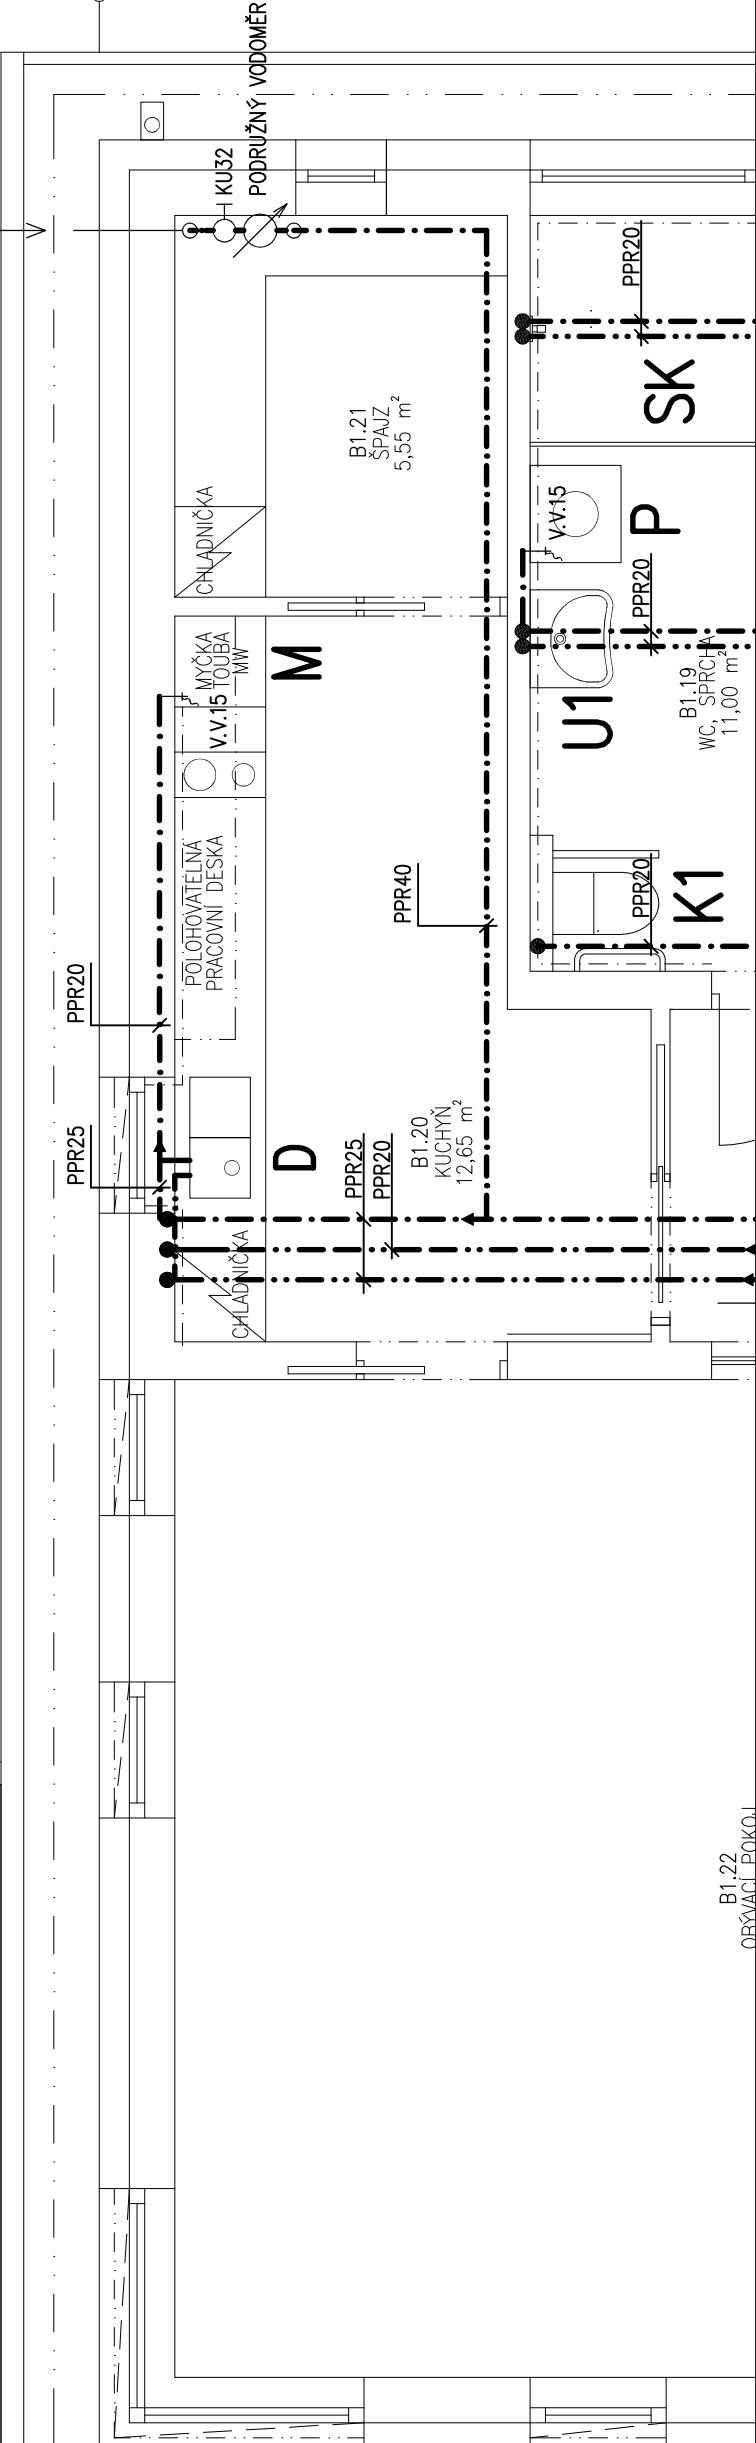 KU32
PODRUŽNÝ VODOMĚR
V
PPR20
SK
B1.21
ŠPAJZ
5,55 m²
CHLADNIČKA
V.V.15
P
PPR20
MYČKA
TOUBA
MW
M
V.V.15
U1
B1.19
WC, SPRCHA
11,00 m²
POLOHOVATELNÁ
PRACOVNÍ DESKA
PPR40
PPR20
K1
PPR20
PPR25
D
PPR25
PPR20
B1.20
KUCHYŇ
12,65 m²
CHLADNIČKA
B1.22
OBÝVACÍ POKOJ